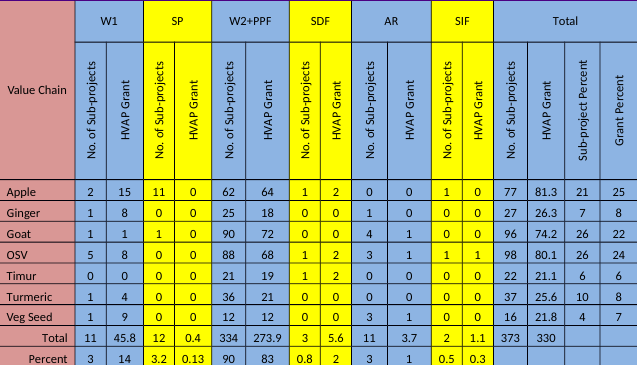 Value Chain W1 SP W2+PPF SDF AR SIF Total
No. of Sub-projects HVAP Grant No. of Sub-projects HVAP Grant No. of Sub-projects HVAP Grant No. of Sub-projects HVAP Grant No. of Sub-projects HVAP Grant No. of Sub-projects HVAP Grant No. of Sub-projects HVAP Grant Sub-project Percent Grant Percent
Apple 2 15 11 0 62 64 1 2 0 0 1 0 77 81.3 21 25
Ginger 1 8 0 0 25 18 0 0 1 0 0 0 27 26.3 7 8
Goat 1 1 1 0 90 72 0 0 4 1 0 0 96 74.2 26 22
OSV 5 8 0 0 88 68 1 2 3 1 1 1 98 80.1 26 24
Timur 0 0 0 0 21 19 1 2 0 0 0 0 22 21.1 6 6
Turmeric 1 4 0 0 36 21 0 0 0 0 0 0 37 25.6 10 8
Veg Seed 1 9 0 0 12 12 0 0 3 1 0 0 16 21.8 4 7
Total 11 45.8 12 0.4 334 273.9 3 5.6 11 3.7 2 1.1 373 330
Percent 3 14 3.2 0.13 90 83 0.8 2 3 1 0.5 0.3